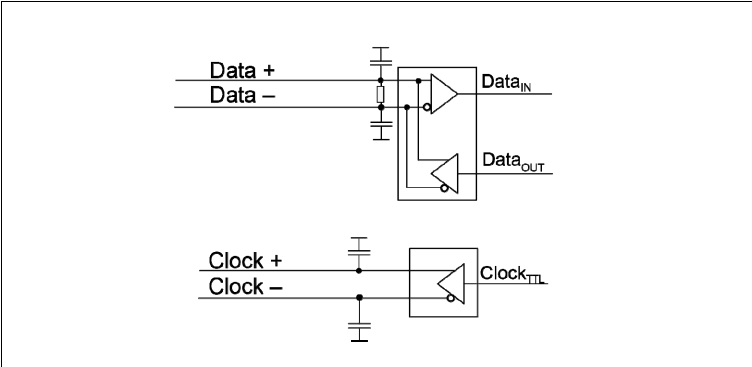 Data +
Data –
DataIN
DataOUT
Clock +
Clock –
ClockTTL